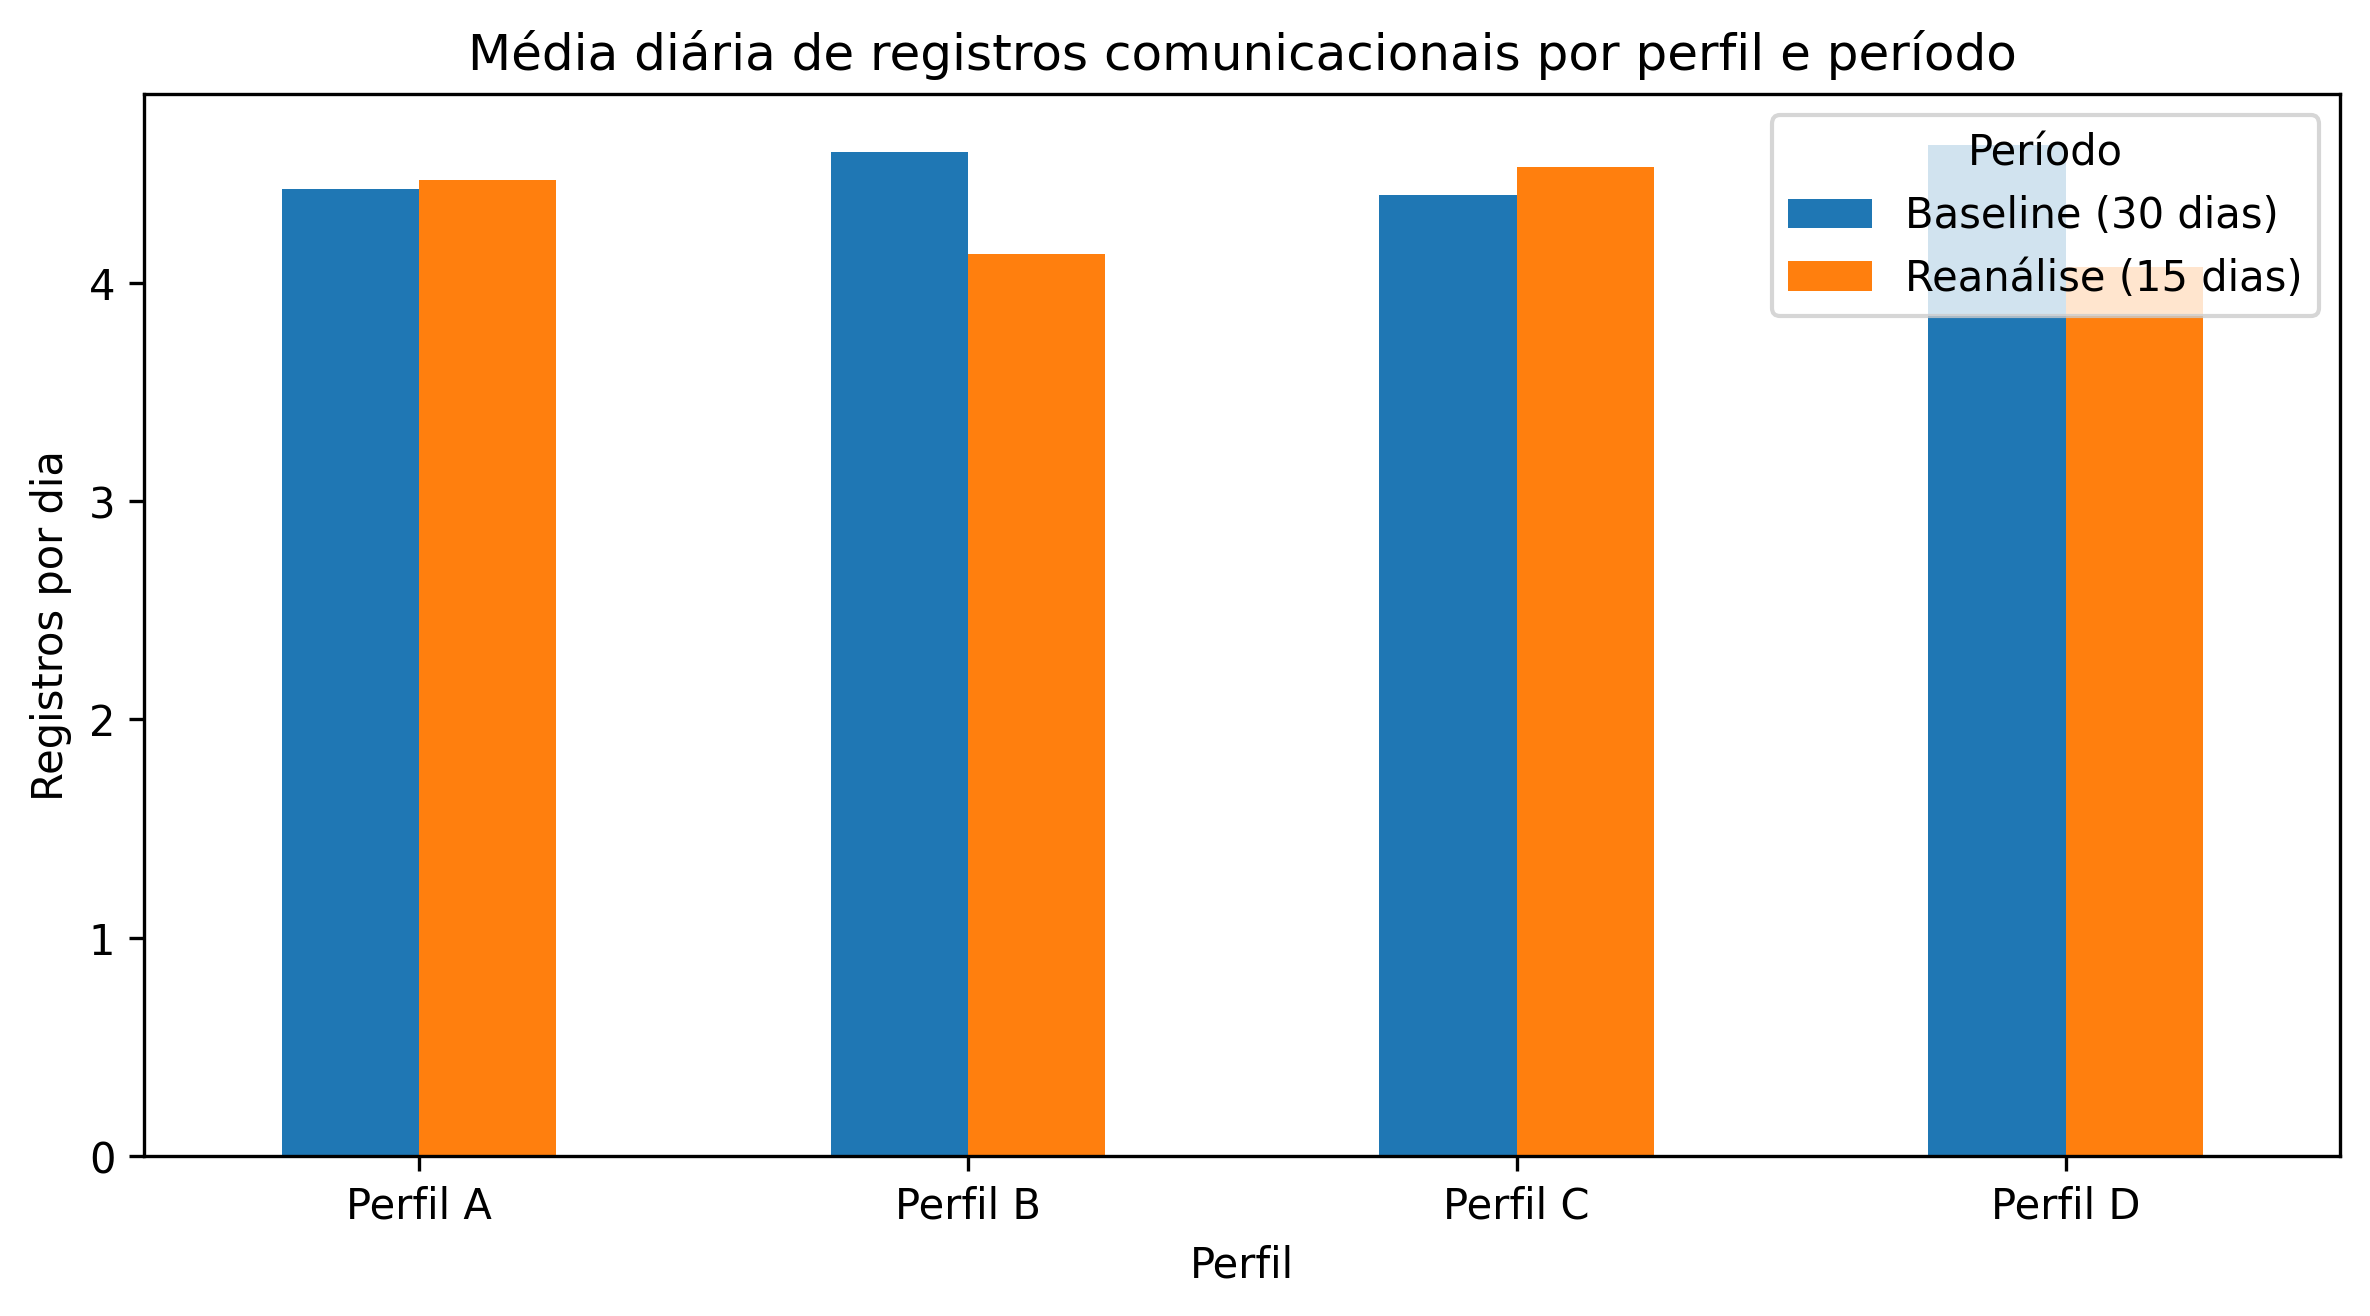 Média diária de registros comunicacionais por perfil e período
Período
Baseline (30 dias)
Reanálise (15 dias)
Registros por dia
4
3
2
1
0
Perfil A
Perfil B
Perfil C
Perfil D
Perfil